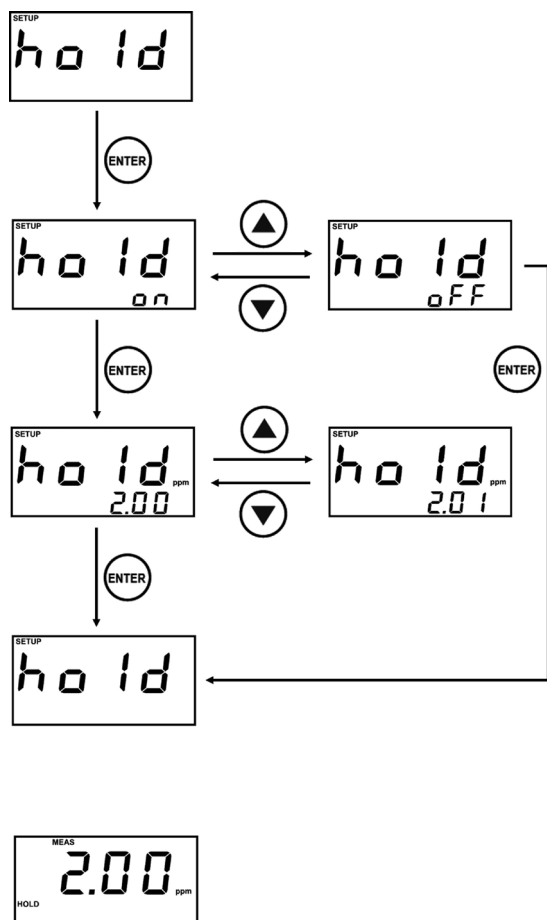 SETUP
hold
ENTER
SETUP
hold
on
SETUP
hold
oFF
ENTER
ENTER
SETUP
hold
ppm
2.00
SETUP
hold
ppm
2.01
ENTER
SETUP
hold
MEAS
2.00 ppm
HOLD